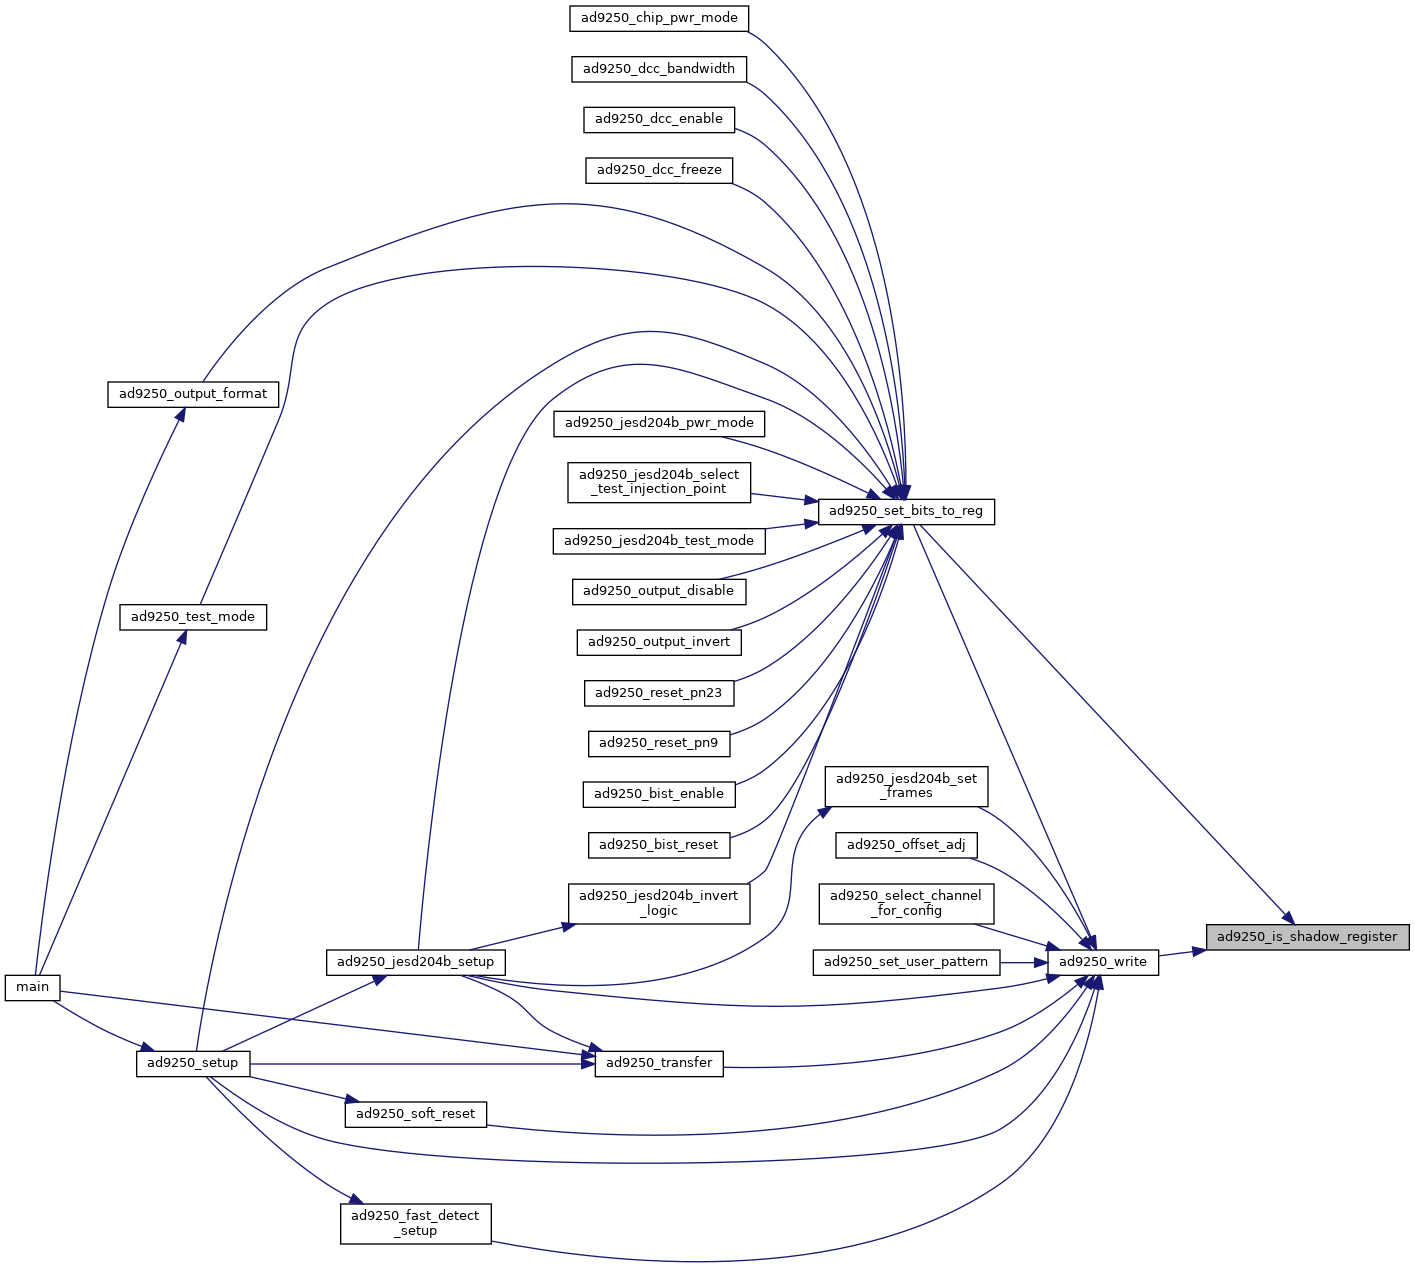 ad9250_chip_pwr_mode
ad9250_dcc_bandwidth
ad9250_dcc_enable
ad9250_dcc_freeze
ad9250_output_format
ad9250_jesd204b_pwr_mode
ad9250_jesd204b_select
_test_injection_point
ad9250_set_bits_to_reg
ad9250_jesd204b_test_mode
ad9250_output_disable
ad9250_test_mode
ad9250_output_invert
ad9250_reset_pn23
ad9250_reset_pn9
ad9250_jesd204b_set
_frames
ad9250_bist_enable
ad9250_bist_reset
ad9250_offset_adj
ad9250_jesd204b_invert
_logic
ad9250_select_channel
_for_config
ad9250_is_shadow_register
ad9250_jesd204b_setup
ad9250_set_user_pattern
ad9250_write
main
ad9250_setup
ad9250_transfer
ad9250_soft_reset
ad9250_fast_detect
_setup